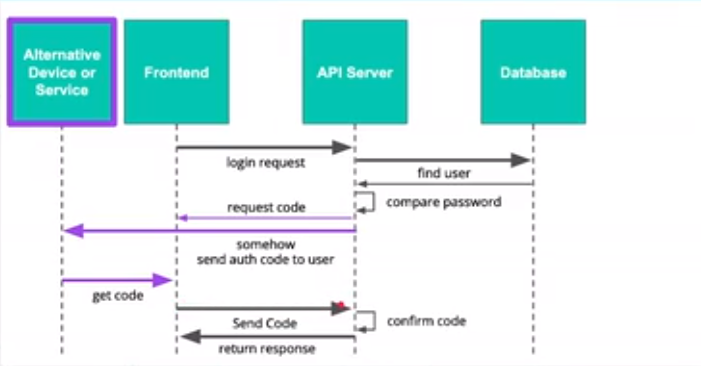 Alternative
Device or
Service
Frontend
API Server
Database
login request
find user
compare password
request code
somehow
send auth code to user
get code
Send Code
confirm code
return response